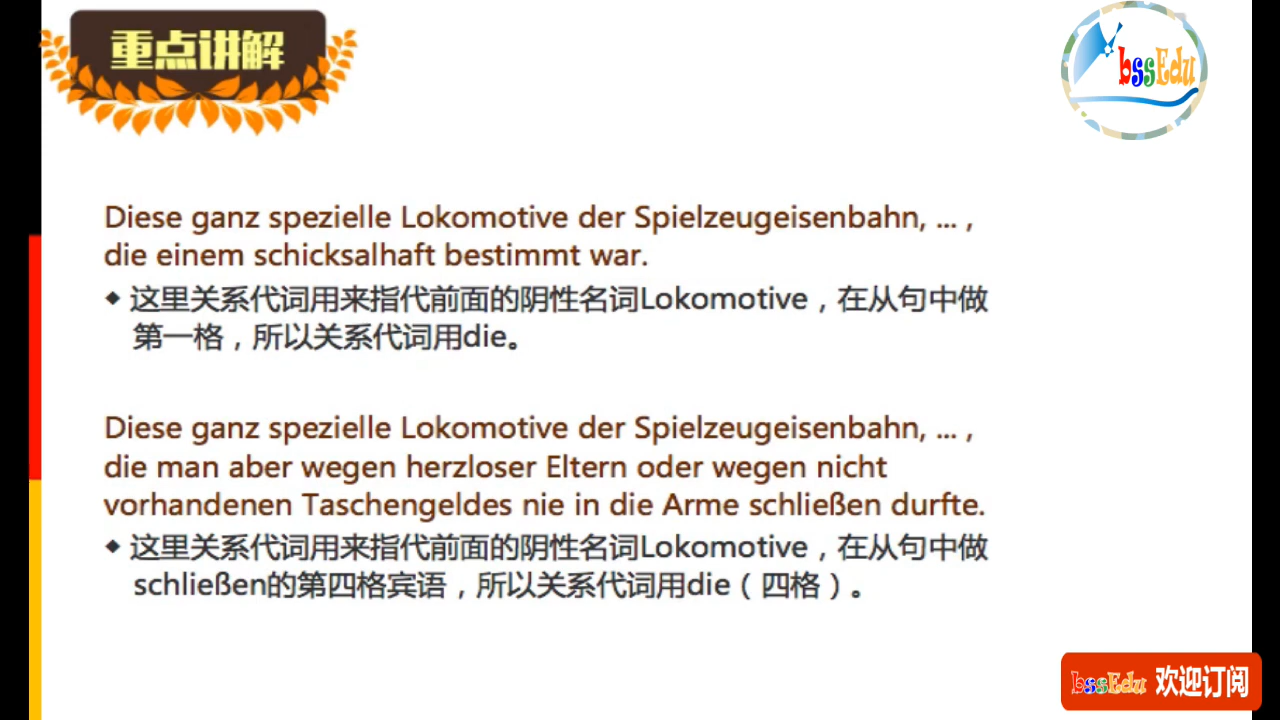 重点讲解
bssEdu
Diese ganz spezielle Lokomotive der Spielzeugeisenbahn, ... ,
die einem schicksalhaft bestimmt war.
◆ 这里关系代词用来指代前面的阴性名词Lokomotive，在从句中做
第一格，所以关系代词用die。
Diese ganz spezielle Lokomotive der Spielzeugeisenbahn, ... ,
die man aber wegen herzloser Eltern oder wegen nicht
vorhandenen Taschengeldes nie in die Arme schließen durfte.
◆ 这里关系代词用来指代前面的阴性名词Lokomotive，在从句中做
schließen的第四格宾语，所以关系代词用die（四格）。
bssEdu 欢迎订阅